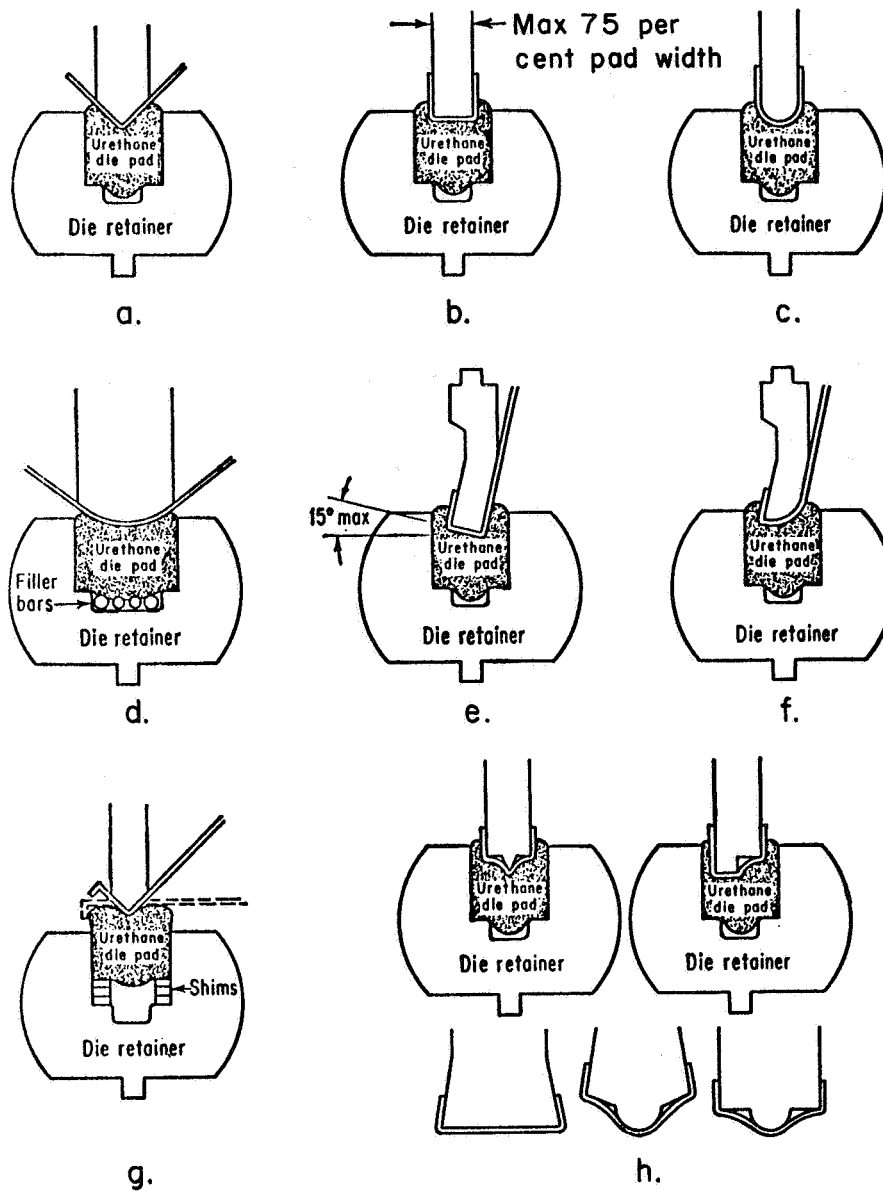 Max 75 per
cent pad width
Urethane
die pad
Die retainer
a.
Urethane
die pad
Die retainer
b.
Urethane
die pad
Die retainer
c.
Urethane
die pad
Filler
bars
Die retainer
d.
15° max
Urethane
die pad
Die retainer
e.
Urethane
die pad
Die retainer
f.
Urethane
die pad
Shims
Die retainer
g.
Urethane
die pad
Die retainer
Urethane
die pad
Die retainer
h.